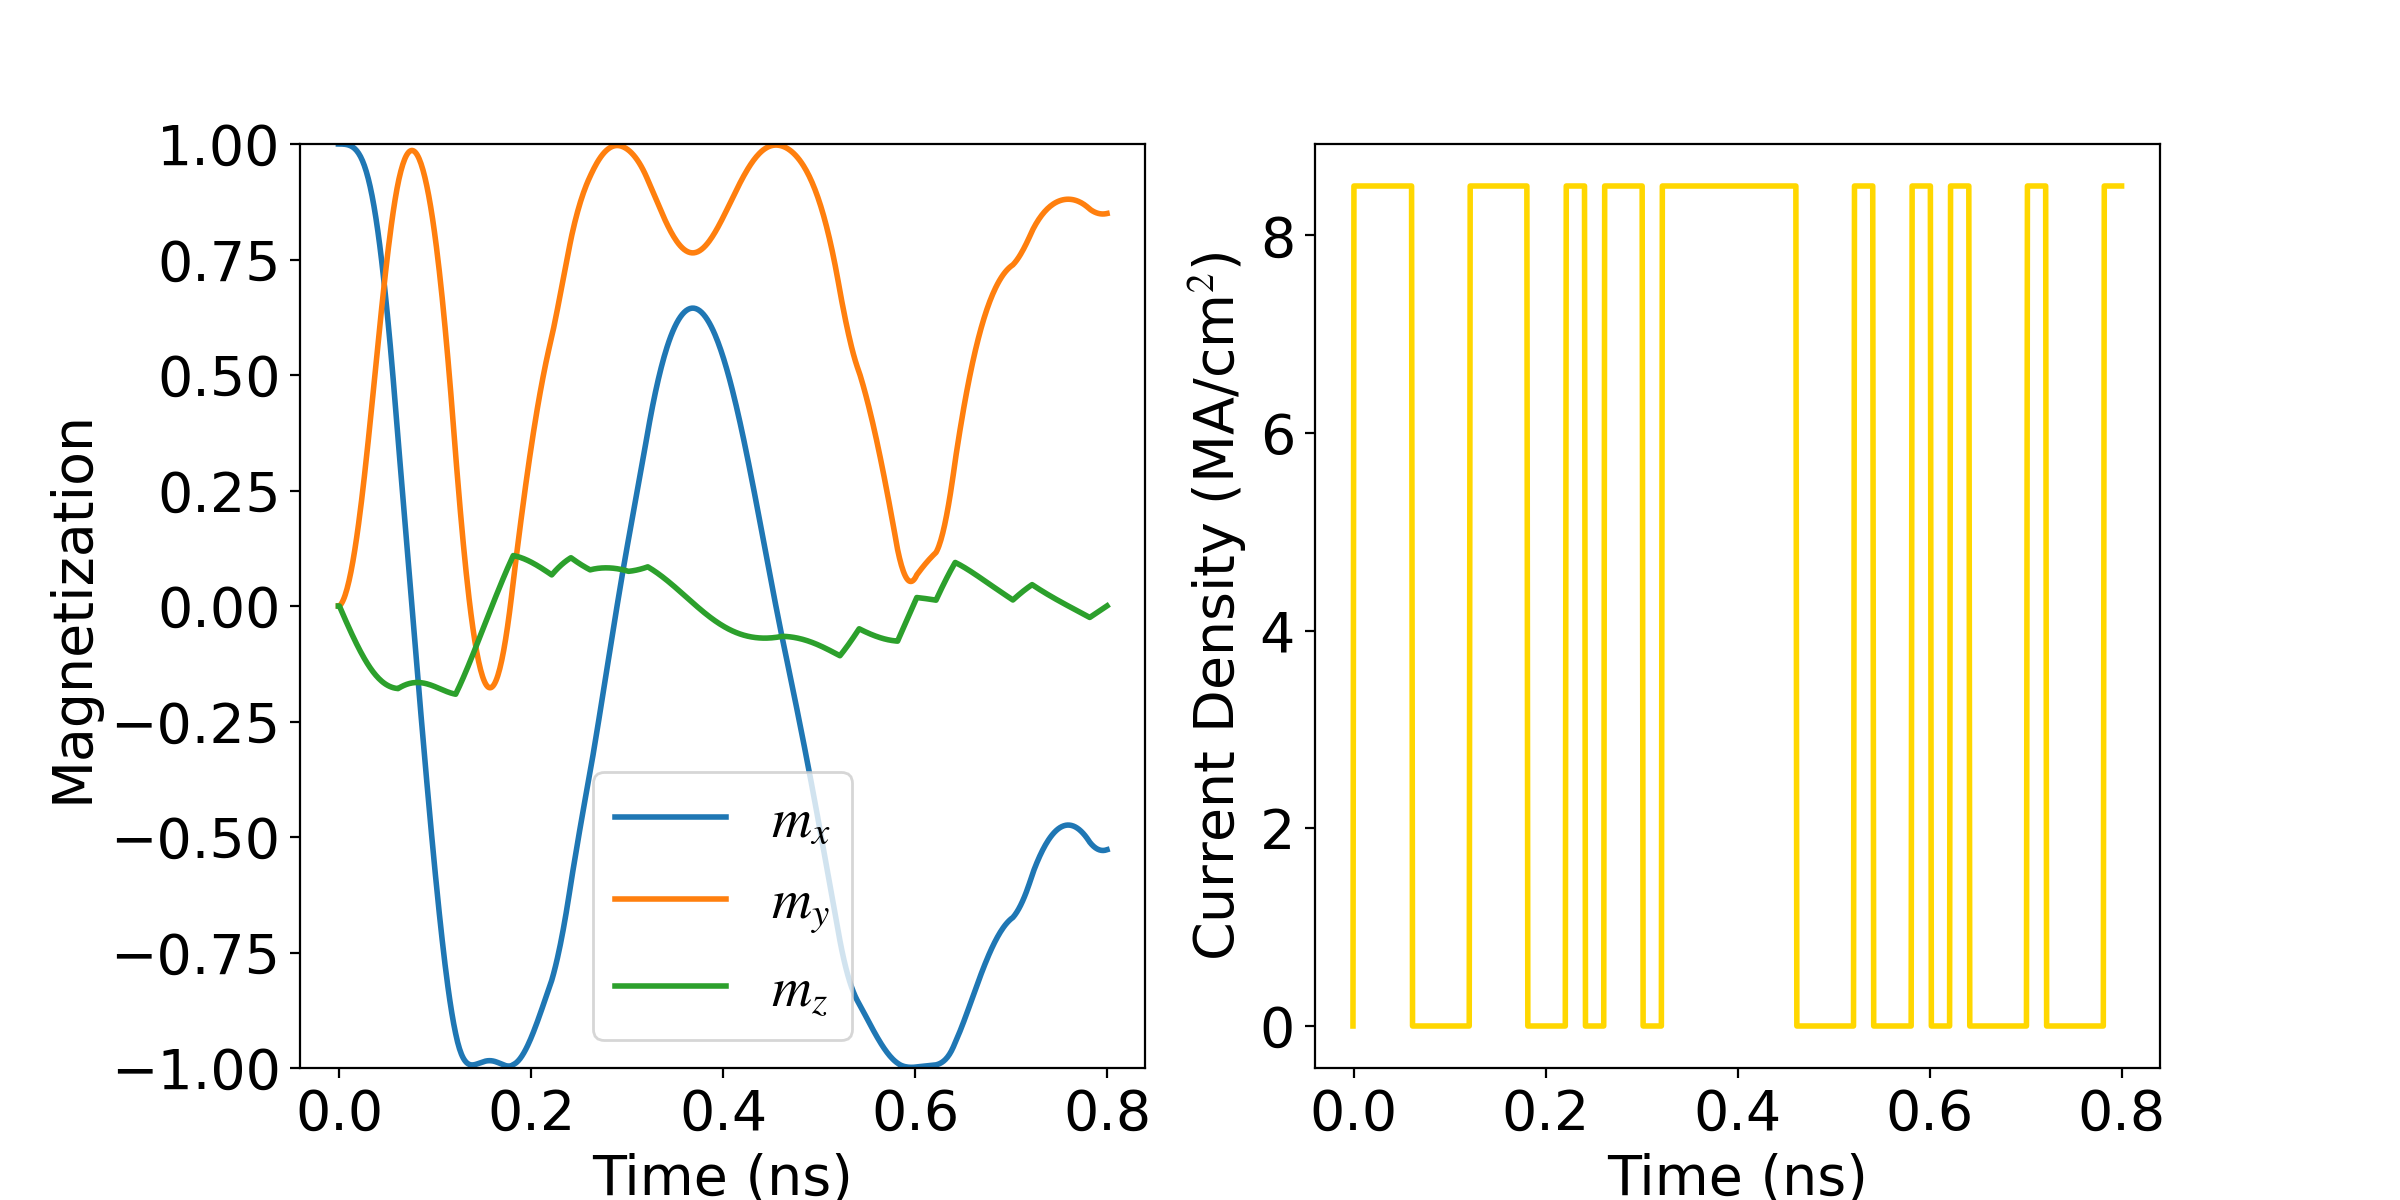 1.00
0.75
0.50
0.25
0.00
−0.25
−0.50
−0.75
−1.00
Magnetization
0.0 0.2 0.4 0.6 0.8
Time (ns)
mₓ
m_y
m_z
8
6
4
2
0
Current Density (MA/cm²)
0.0 0.2 0.4 0.6 0.8
Time (ns)